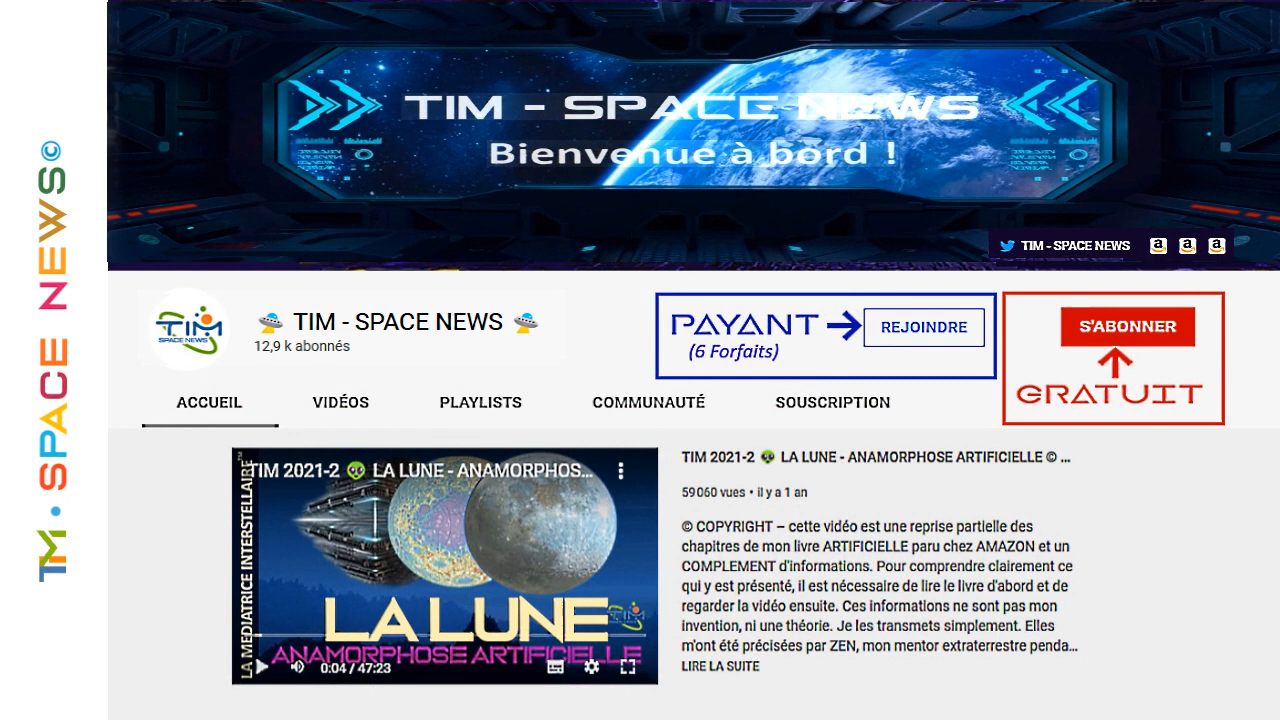 TIM • SPACE NEWS©
TIM - SPACE NEWS
Bienvenue à bord !
TIM - SPACE NEWS
TIM
SPACE NEWS
🛸 TIM - SPACE NEWS 🛸
12,9 k abonnés
PAYANT
REJOINDRE
(6 Forfaits)
S'ABONNER
GRATUIT
ACCUEIL
VIDÉOS
PLAYLISTS
COMMUNAUTÉ
SOUSCRIPTION
LA MEDIATRICE INTERSTELLAIRE™
TIM 2021-2 👽 LA LUNE - ANAMORPHOS...
LA LUNE
TIM
ANAMORPHOSE ARTIFICIELLE
0:04 / 47:23
TIM 2021-2 👽 LA LUNE - ANAMORPHOSE ARTIFICIELLE © ...
59 060 vues • il y a 1 an
© COPYRIGHT – cette vidéo est une reprise partielle des
chapitres de mon livre ARTIFICIELLE paru chez AMAZON et un
COMPLEMENT d'informations. Pour comprendre clairement ce
qui y est présenté, il est nécessaire de lire le livre d'abord et de
regarder la vidéo ensuite. Ces informations ne sont pas mon
invention, ni une théorie. Je les transmets simplement. Elles
m'ont été précisées par ZEN, mon mentor extraterrestre penda...
LIRE LA SUITE